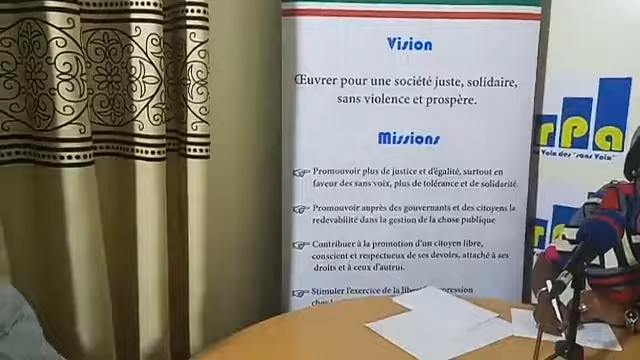 Vision
Œuvrer pour une société juste, solidaire,
sans violence et prospère.
Missions
Promouvoir plus de justice et d'égalité, surtout en
faveur des sans voix, plus de tolérance et de solidarité.
Promouvoir auprès des gouvernants et des citoyens la
redevabilité dans la gestion de la chose publique
Contribuer à la promotion d'un citoyen libre,
conscient et respectueux de ses devoirs, attaché à ses
droits et à ceux d'autrui.
Stimuler l'exercice de la
rPa
Voix des "sans Voix"